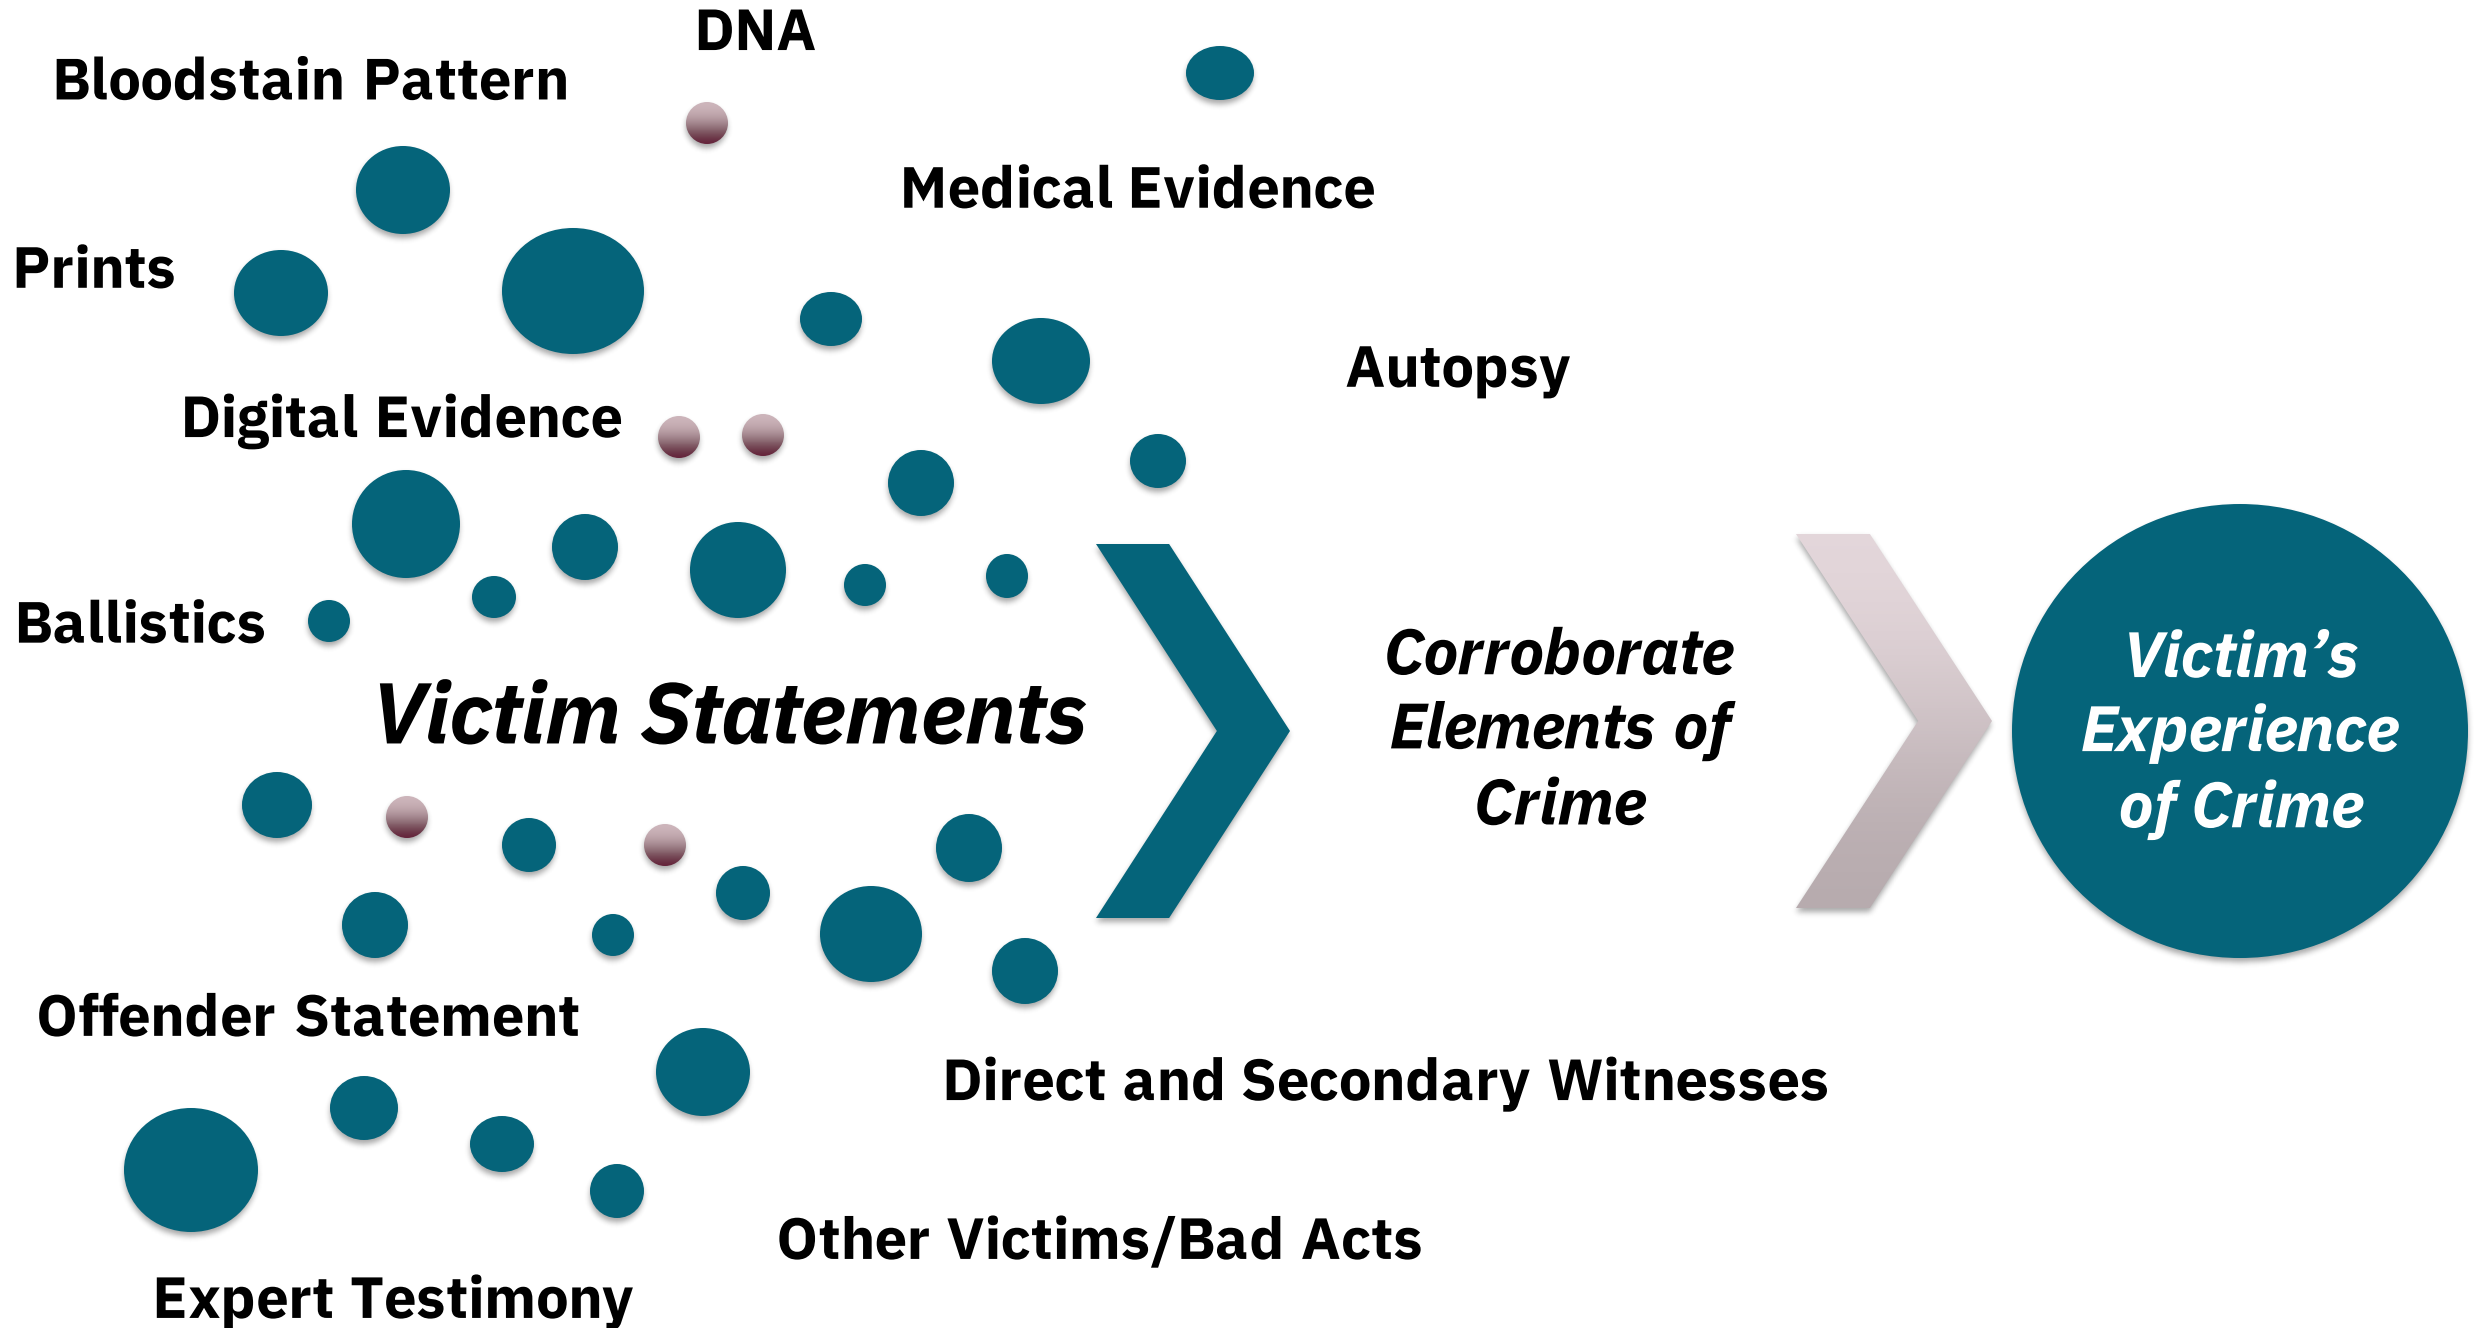 DNA
Bloodstain Pattern
Medical Evidence
Prints
Autopsy
Digital Evidence
Ballistics
Victim Statements
Corroborate
Elements of
Crime
Victim’s
Experience
of Crime
Offender Statement
Direct and Secondary Witnesses
Other Victims/Bad Acts
Expert Testimony